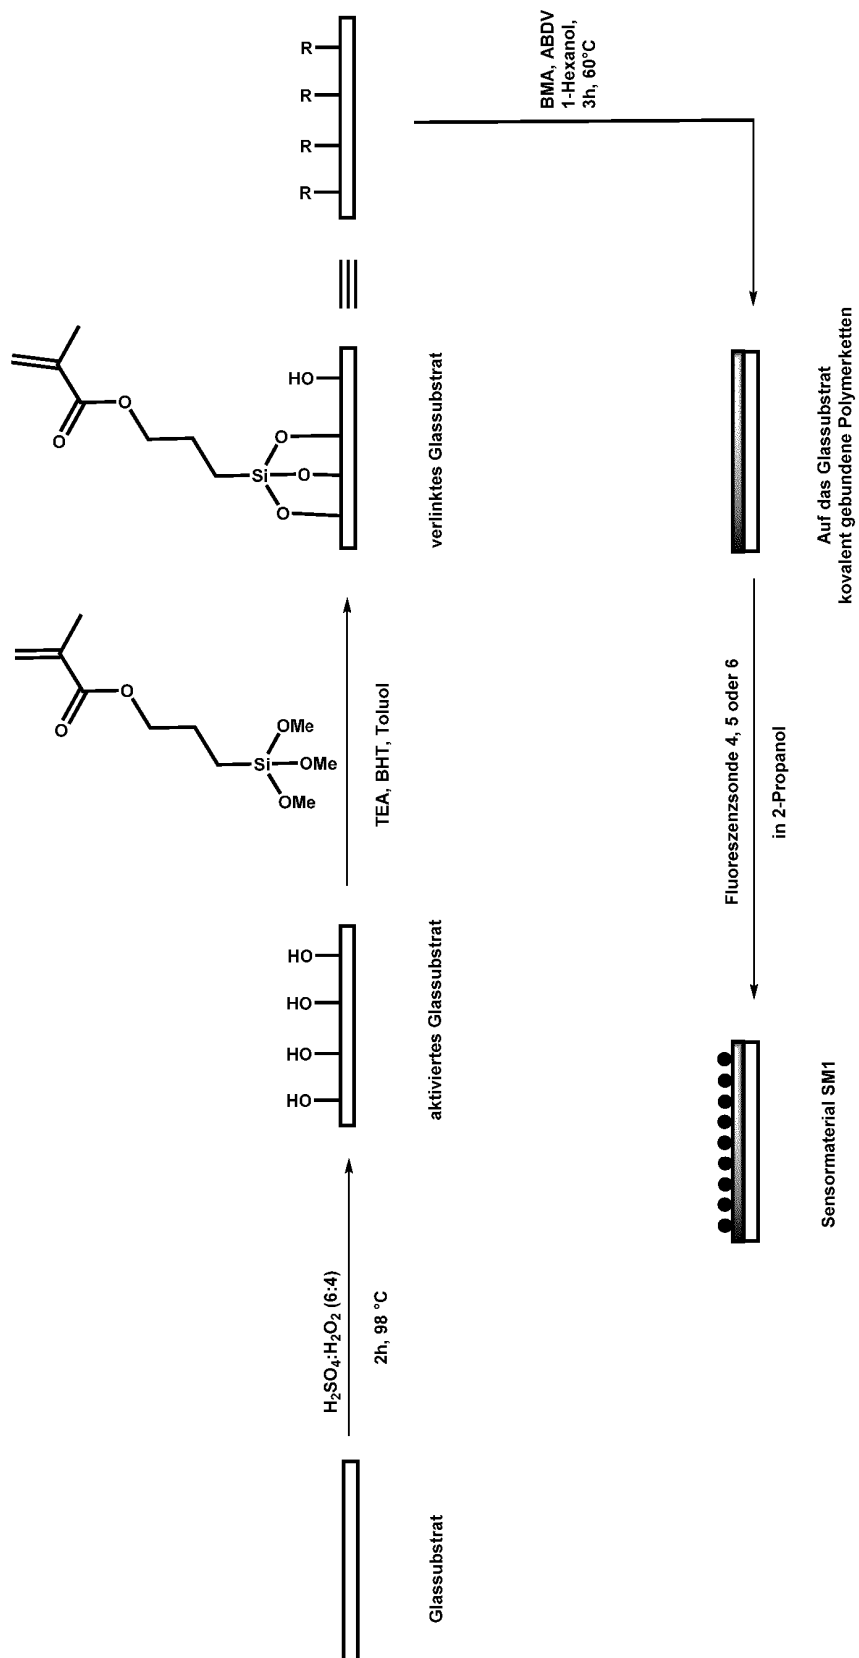 Glassubstrat
H2SO4:H2O2 (6:4)
2h, 98 °C
HO
HO
HO
HO
aktiviertes Glassubstrat
O
O
Si
OMe
OMe
OMe
TEA, BHT, Toluol
O
O
Si
O
O
O
HO
verlinktes Glassubstrat
R
R
R
R
BMA, ABDV
1-Hexanol,
3h, 60°C
Auf das Glassubstrat
kovalent gebundene Polymerketten
Fluoreszenzsonde 4, 5 oder 6
in 2-Propanol
Sensormaterial SM1